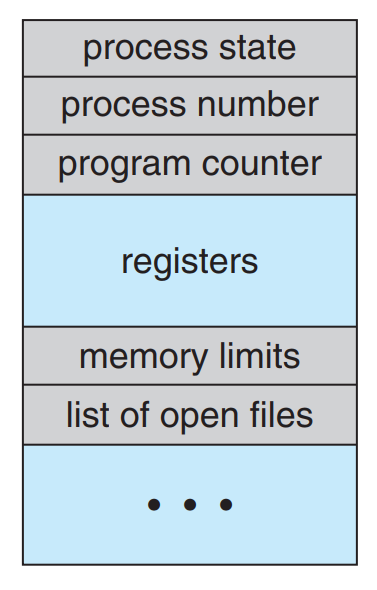 process state
process number
program counter
registers
memory limits
list of open files
• • •